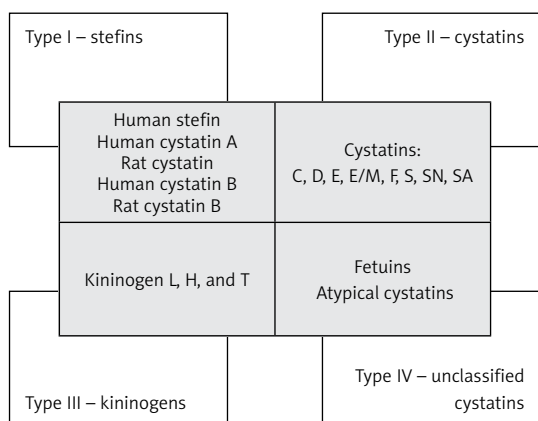 Type I – stefins
Type II – cystatins
Human stefin
Human cystatin A
Rat cystatin
Human cystatin B
Rat cystatin B
Cystatins:
C, D, E, E/M, F, S, SN, SA
Kininogen L, H, and T
Fetuins
Atypical cystatins
Type III – kininogens
Type IV – unclassified
cystatins